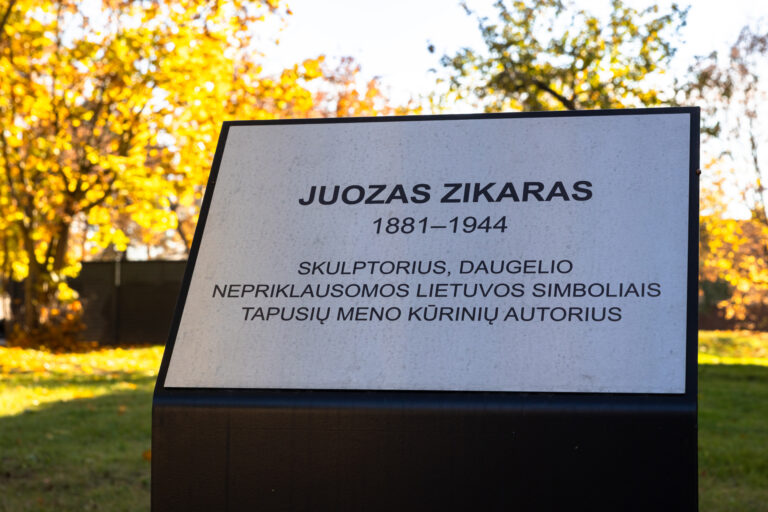 JUOZAS ZIKARAS
1881–1944
SKULPTORIUS, DAUGELIO
NEPRIKLAUSOMOS LIETUVOS SIMBOLIAIS
TAPUSIŲ MENO KŪRINIŲ AUTORIUS